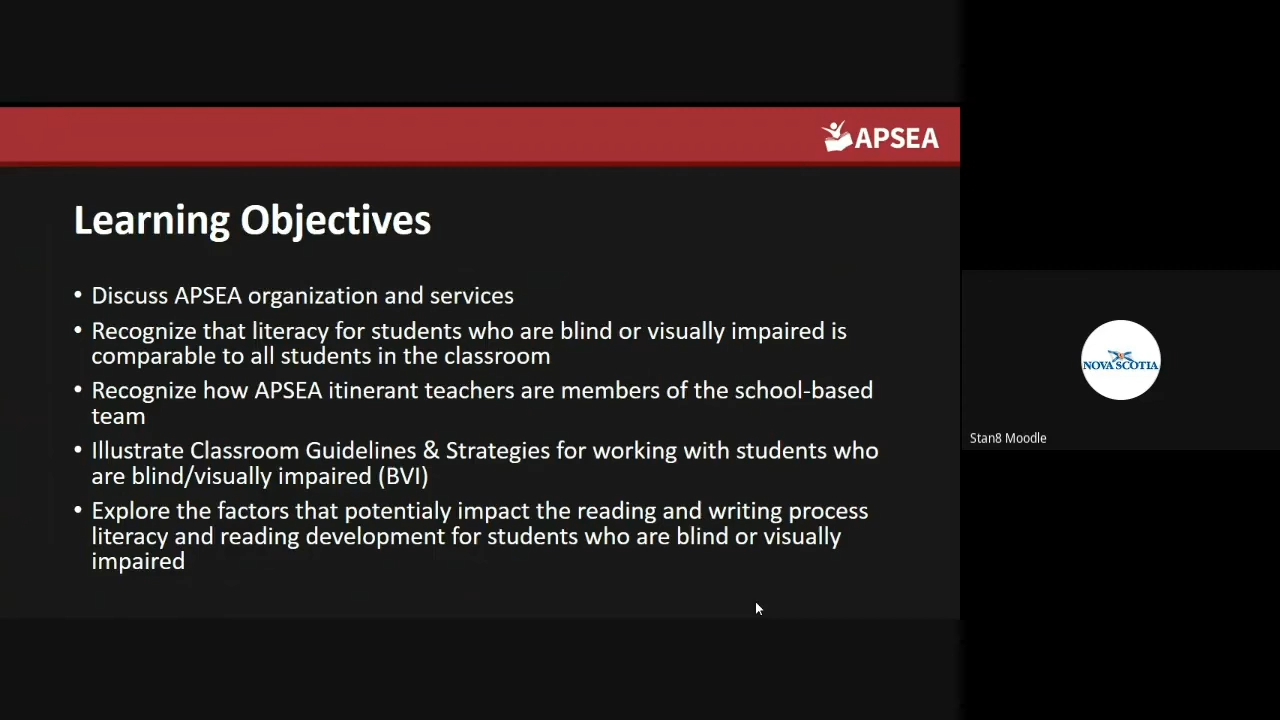 APSEA
Learning Objectives
• Discuss APSEA organization and services
• Recognize that literacy for students who are blind or visually impaired is
comparable to all students in the classroom
• Recognize how APSEA itinerant teachers are members of the school-based
team
• Illustrate Classroom Guidelines & Strategies for working with students who
are blind/visually impaired (BVI)
• Explore the factors that potentialy impact the reading and writing process
literacy and reading development for students who are blind or visually
impaired
NOVA SCOTIA
Stan8 Moodle